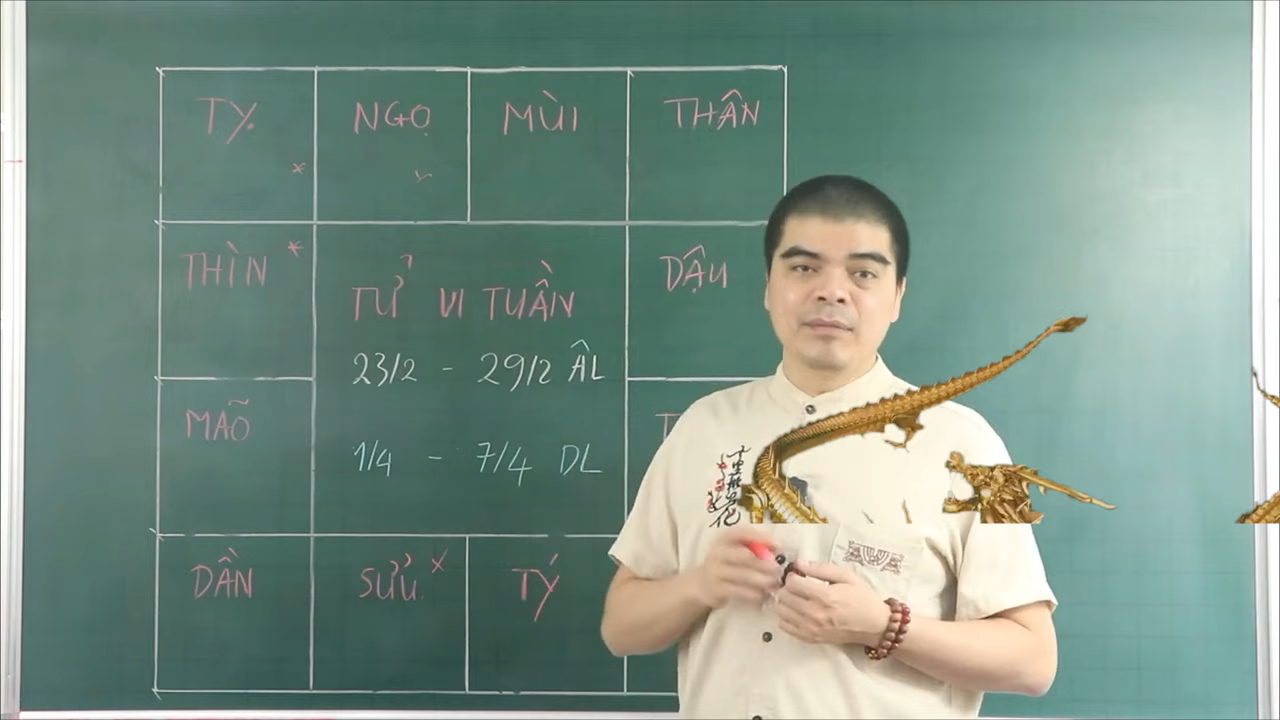 TỴ NGỌ MÙI THÂN
THÌN DẬU
TỬ VI TUẦN
23/2 - 29/2 ÂL
MÃO T
1/4 - 7/4 DL
DẦN SỬU TÝ